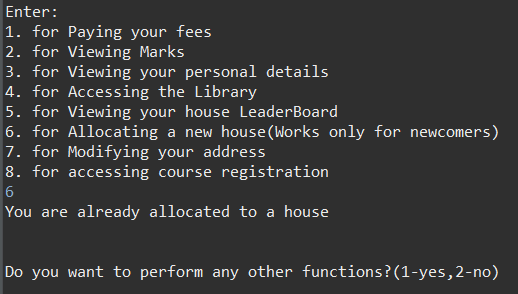 Enter:
1. for Paying your fees
2. for Viewing Marks
3. for Viewing your personal details
4. for Accessing the Library
5. for Viewing your house LeaderBoard
6. for Allocating a new house(Works only for newcomers)
7. for Modifying your address
8. for accessing course registration
6
You are already allocated to a house
Do you want to perform any other functions?(1-yes,2-no)